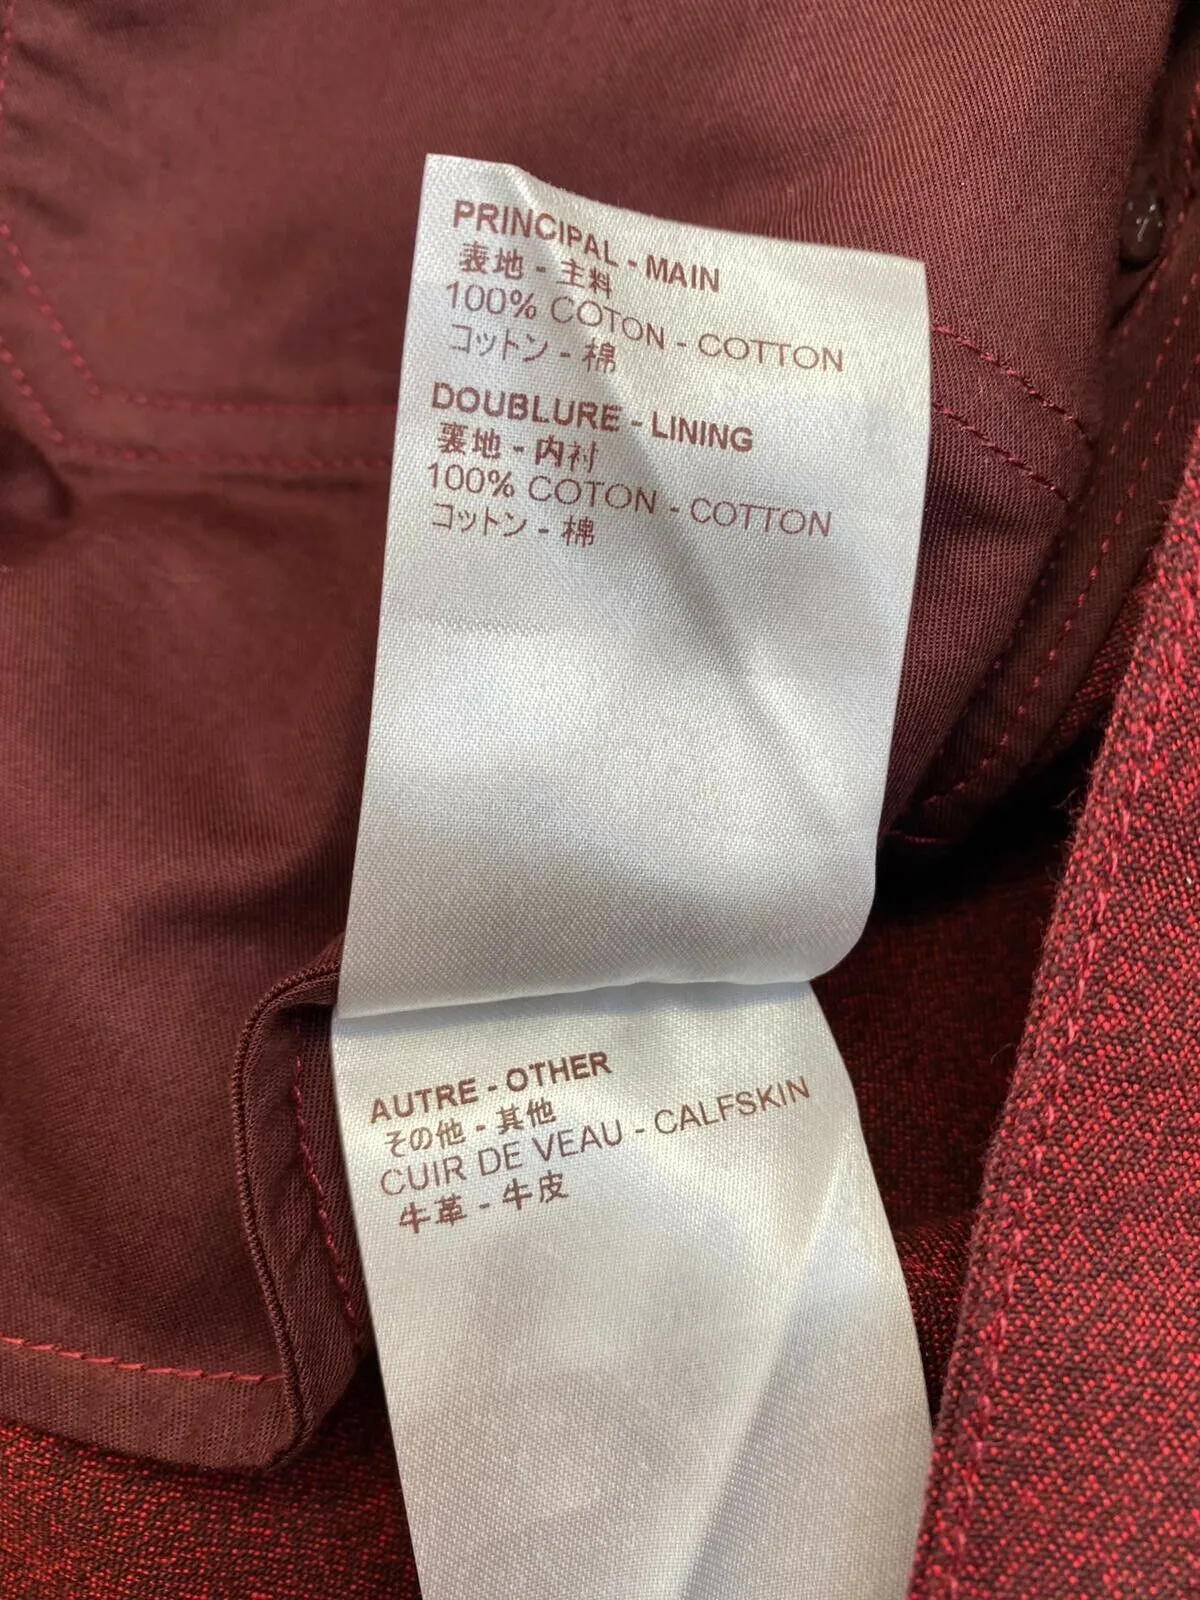 PRINCIPAL - MAIN
表地 - 主料
100% COTON - COTTON
コットン - 棉
DOUBLURE - LINING
裏地 - 内衬
100% COTON - COTTON
コットン - 棉
AUTRE - OTHER
その他 - 其他
CUIR DE VEAU - CALFSKIN
牛革 - 牛皮